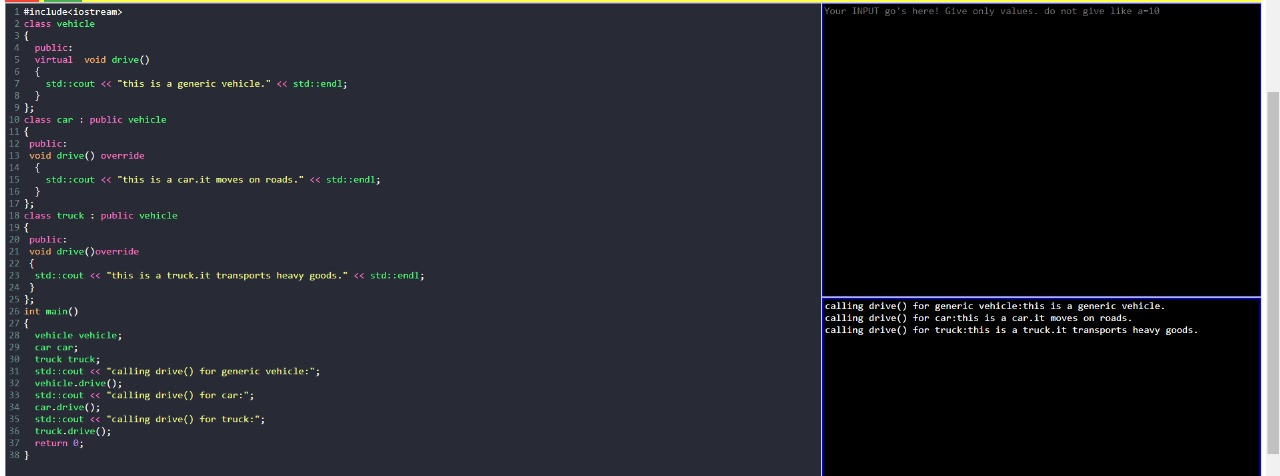 1 #include<iostream>
2 class vehicle
3 {
4   public:
5   virtual  void drive()
6   {
7     std::cout << "this is a generic vehicle." << std::endl;
8   }
9 };
10 class car : public vehicle
11 {
12  public:
13  void drive() override
14   {
15     std::cout << "this is a car.it moves on roads." << std::endl;
16   }
17 };
18 class truck : public vehicle
19 {
20  public:
21  void drive()override
22  {
23   std::cout << "this is a truck.it transports heavy goods." << std::endl;
24  }
25 };
26 int main()
27 {
28   vehicle vehicle;
29   car car;
30   truck truck;
31   std::cout << "calling drive() for generic vehicle:";
32   vehicle.drive();
33   std::cout << "calling drive() for car:";
34   car.drive();
35   std::cout << "calling drive() for truck:";
36   truck.drive();
37   return 0;
38 }
Your INPUT go's here! Give only values. do not give like a=10
calling drive() for generic vehicle:this is a generic vehicle.
calling drive() for car:this is a car.it moves on roads.
calling drive() for truck:this is a truck.it transports heavy goods.